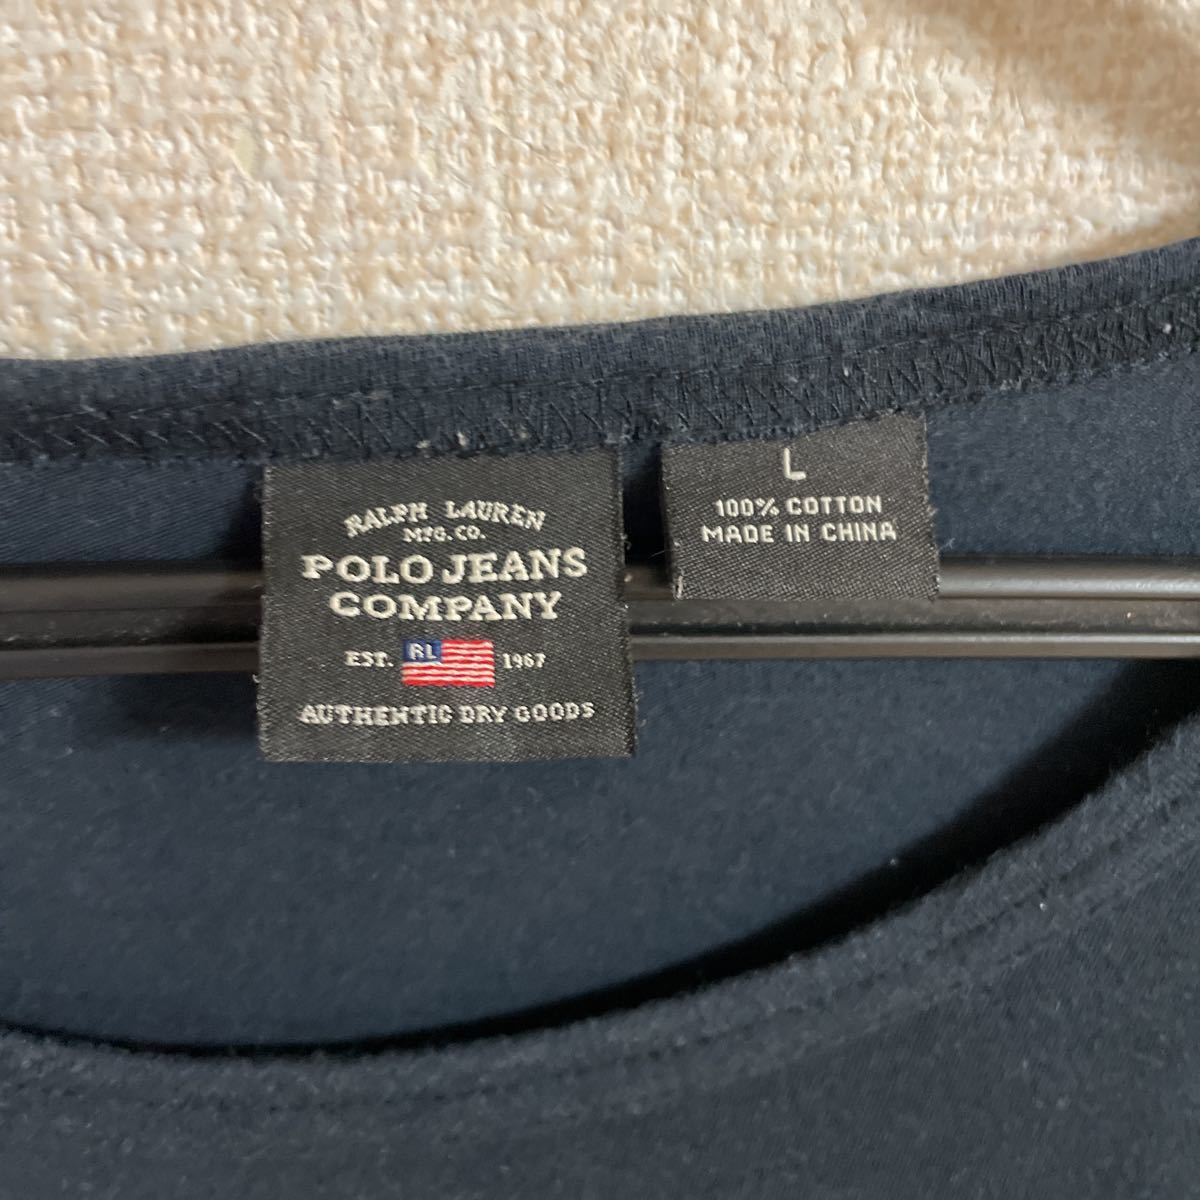 RALPH LAUREN
MFG. CO.
POLO JEANS
COMPANY
EST. RL 1967
AUTHENTIC DRY GOODS
L
100% COTTON
MADE IN CHINA